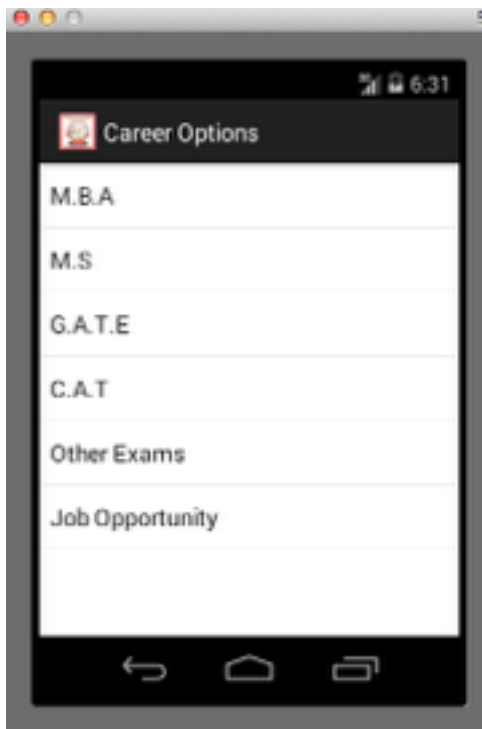 6:31
Career Options
M.B.A
M.S
G.A.T.E
C.A.T
Other Exams
Job Opportunity